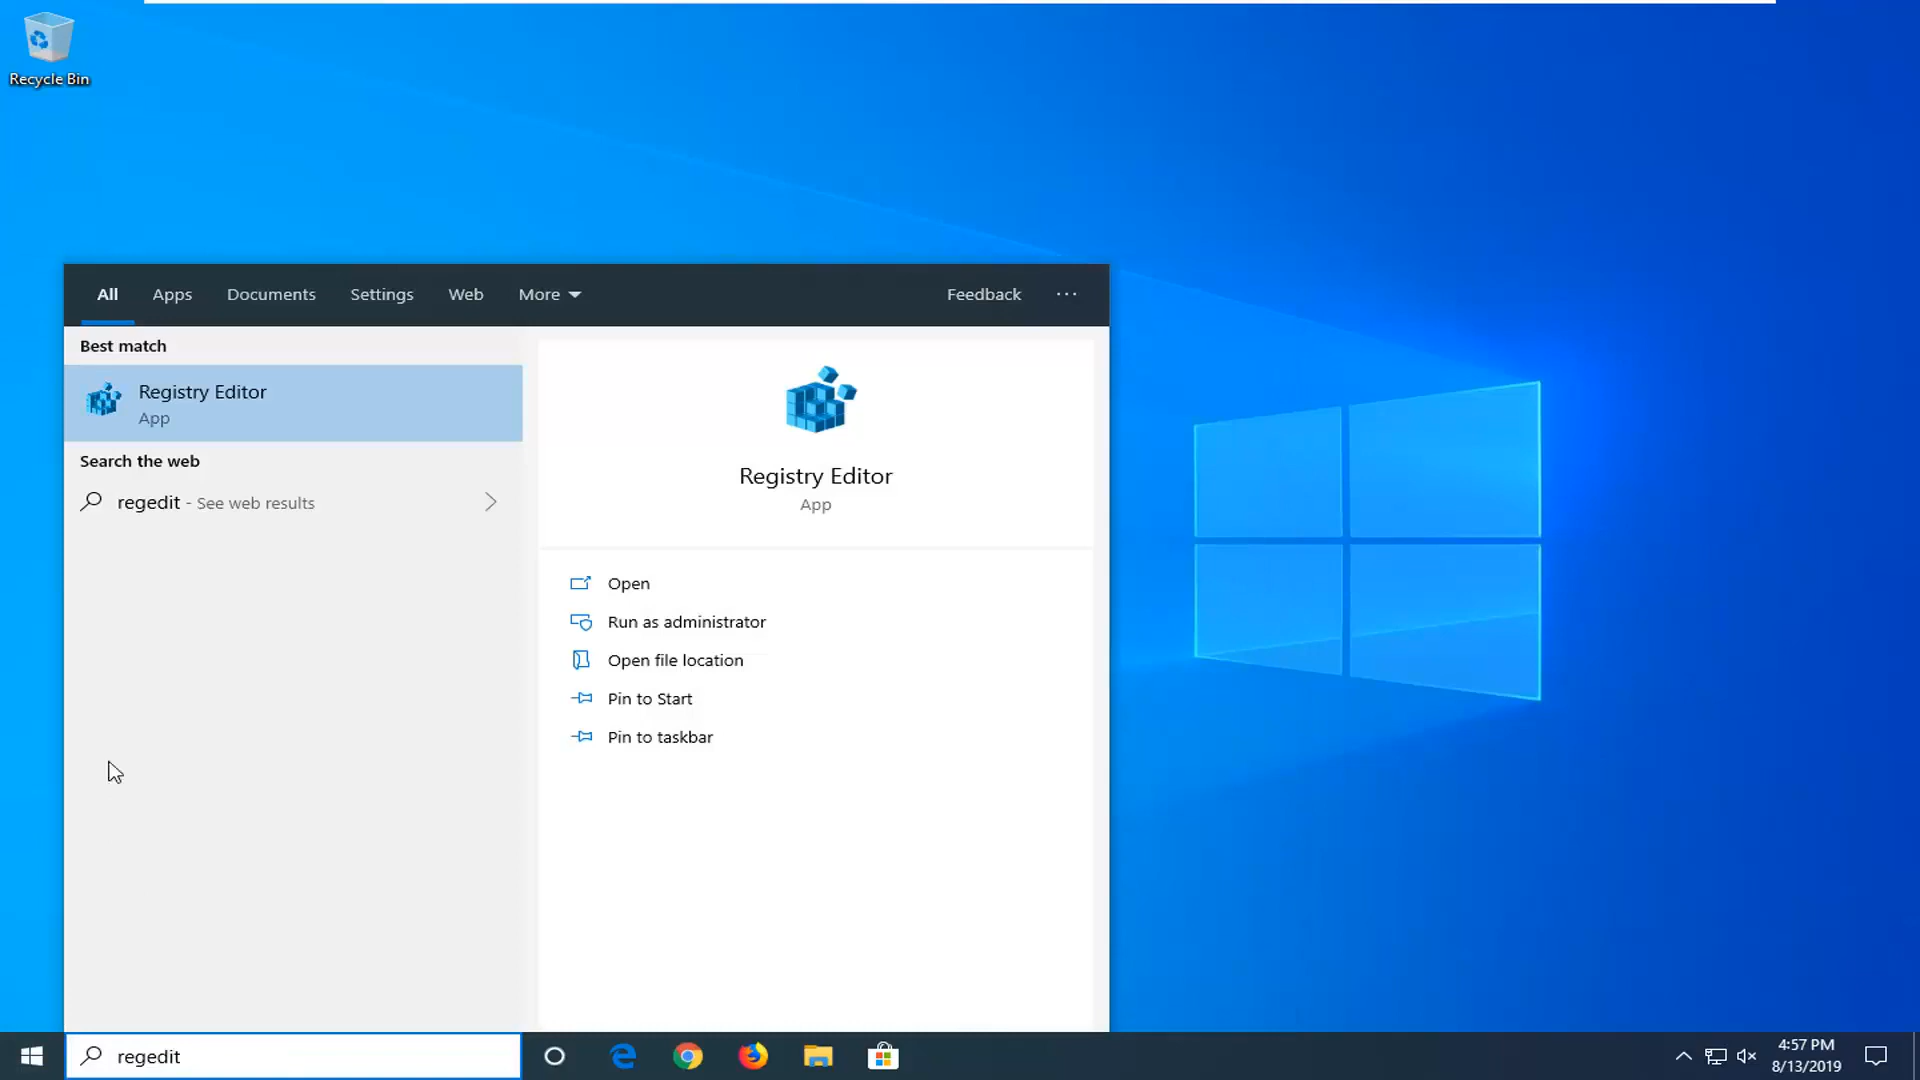 Recycle Bin
All Apps Documents Settings Web More Feedback ...
Best match
Registry Editor
App
Search the web
regedit - See web results
Registry Editor
App
Open
Run as administrator
Open file location
Pin to Start
Pin to taskbar
regedit
4:57 PM
8/13/2019